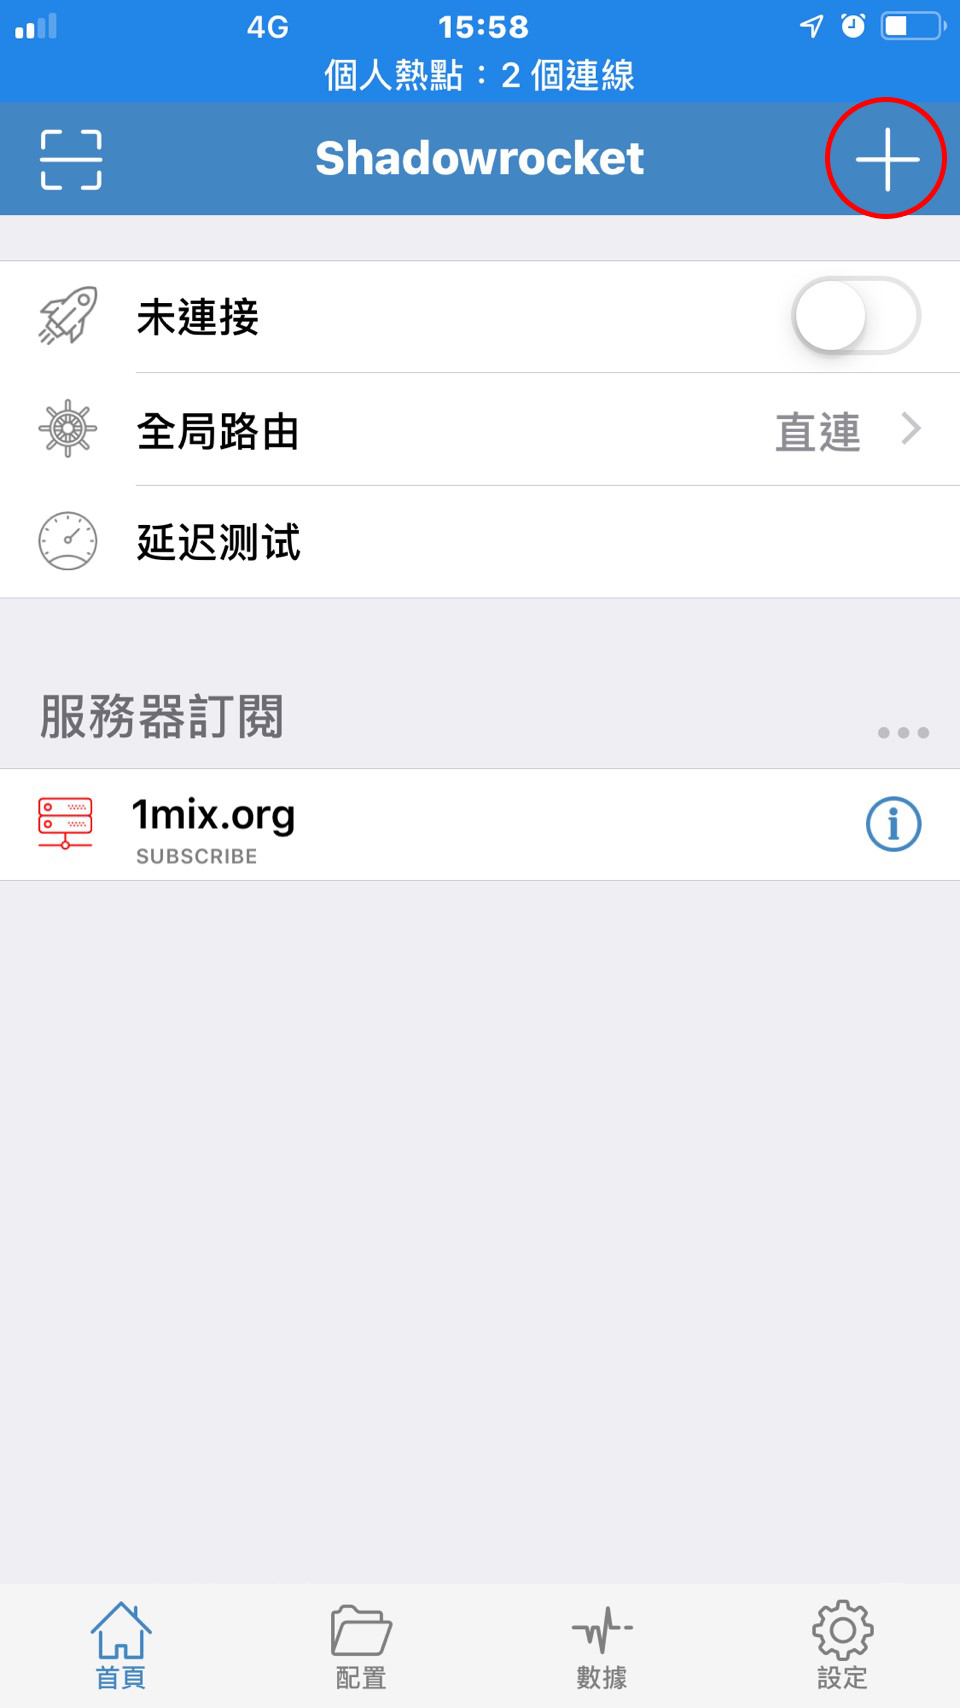 4G 15:58
個人熱點：2 個連線
Shadowrocket
未連接
全局路由 直連
延迟测试
服務器訂閱
1mix.org
SUBSCRIBE
首頁 配置 數據 設定